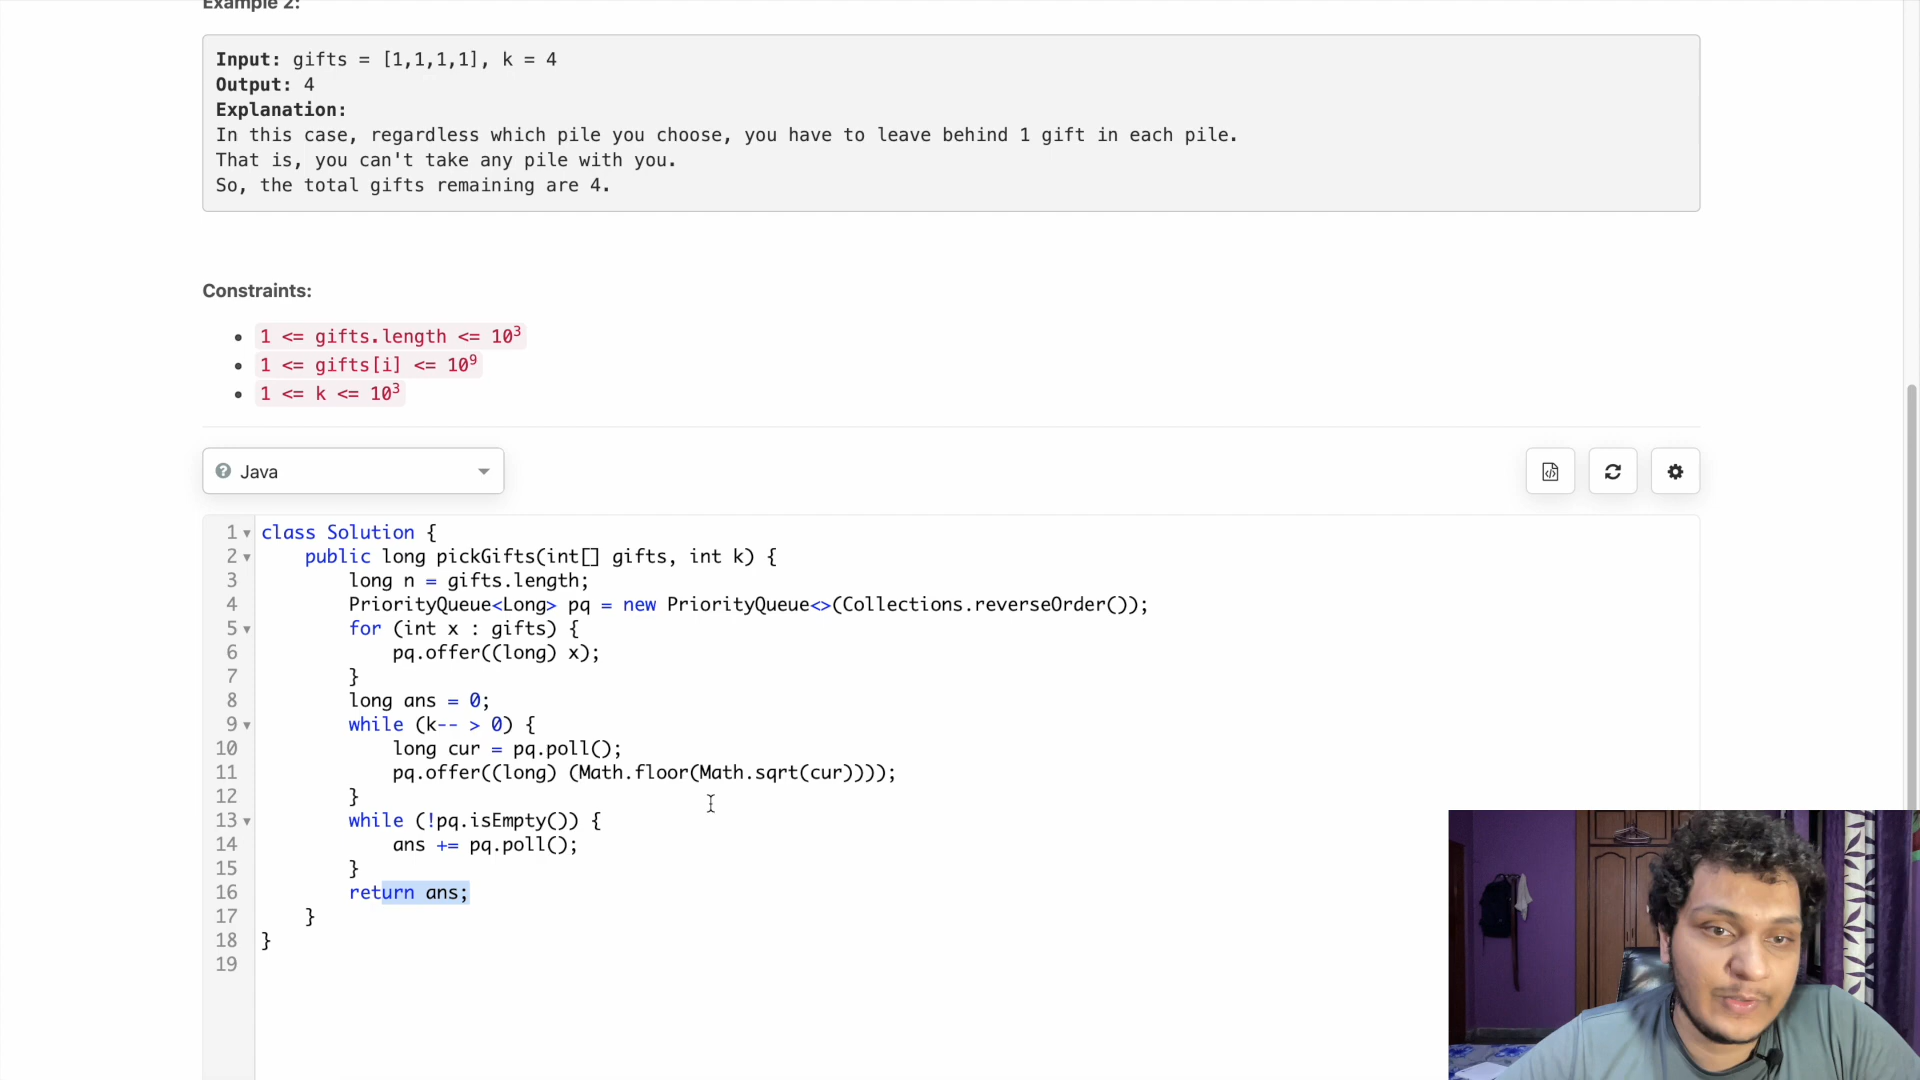 Example 2:
Input: gifts = [1,1,1,1], k = 4
Output: 4
Explanation:
In this case, regardless which pile you choose, you have to leave behind 1 gift in each pile.
That is, you can't take any pile with you.
So, the total gifts remaining are 4.
Constraints:
1 <= gifts.length <= 10³
1 <= gifts[i] <= 10⁹
1 <= k <= 10³
Java
1 class Solution {
2 public long pickGifts(int[] gifts, int k) {
3 long n = gifts.length;
4 PriorityQueue<Long> pq = new PriorityQueue<>(Collections.reverseOrder());
5 for (int x : gifts) {
6 pq.offer((long) x);
7 }
8 long ans = 0;
9 while (k-- > 0) {
10 long cur = pq.poll();
11 pq.offer((long) (Math.floor(Math.sqrt(cur))));
12 }
13 while (!pq.isEmpty()) {
14 ans += pq.poll();
15 }
16 return ans;
17 }
18 }
19